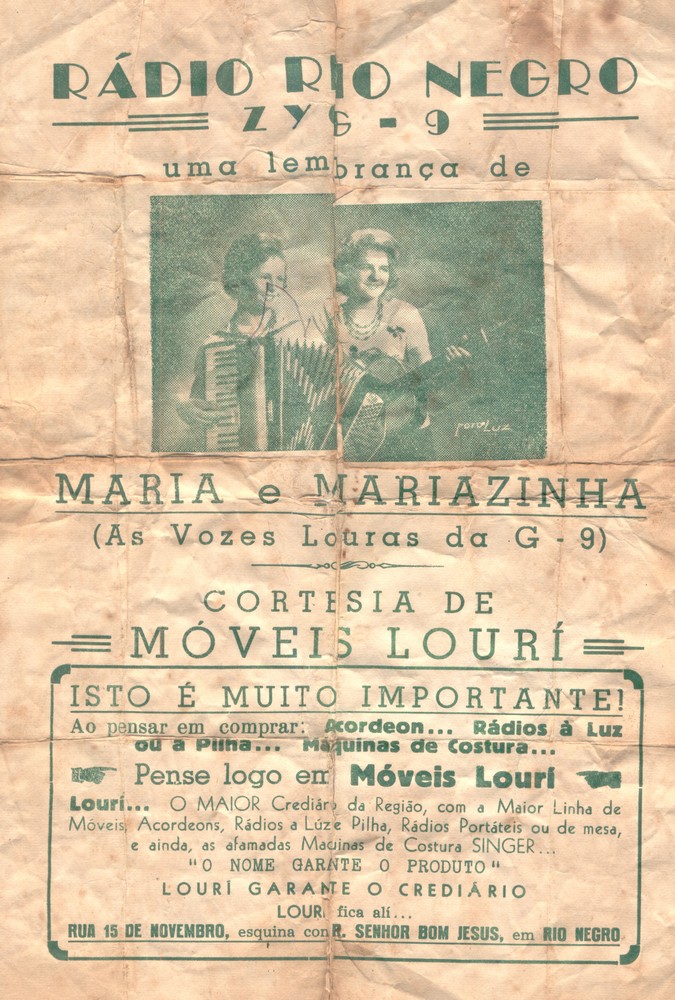 RÁDIO RIO NEGRO
ZYG - 9
uma lembrança de
FOTO LUZ
MARIA e MARIAZINHA
(As Vozes Louras da G - 9)
CORTESIA DE
MÓVEIS LOURÍ
ISTO É MUITO IMPORTANTE!
Ao pensar em comprar: Acordeon... Rádios à Luz
ou a Pilha... Máquinas de Costura...
Pense logo em Móveis Lourí
Lourí... O MAIOR Crediário da Região, com a Maior Linha de
Móveis, Acordeons, Rádios a Lúz e Pilha, Rádios Portáteis ou de mesa,
e ainda, as afamadas Maquinas de Costura SINGER...
"O NOME GARANTE O PRODUTO"
LOURÍ GARANTE O CREDIÁRIO
LOURÍ fica alí...
RUA 15 DE NOVEMBRO, esquina con R. SENHOR BOM JESUS, em RIO NEGRO